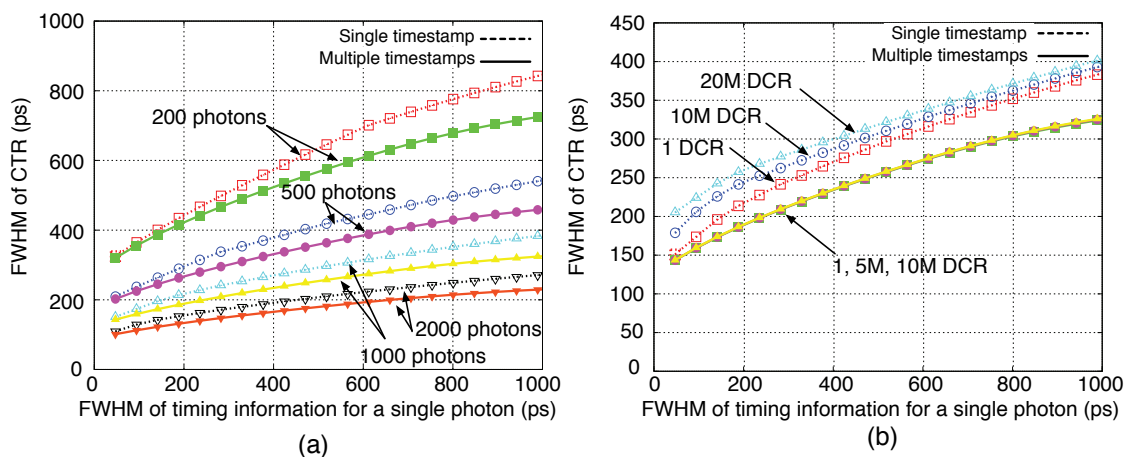 1000
800
600
400
200
0
FWHM of CTR (ps)
Single timestamp
Multiple timestamps
200 photons
500 photons
2000 photons
1000 photons
0 200 400 600 800 1000
FWHM of timing information for a single photon (ps)
(a)
450
400
350
300
250
200
150
100
50
0
FWHM of CTR (ps)
Single timestamp
Multiple timestamps
20M DCR
10M DCR
1 DCR
1, 5M, 10M DCR
0 200 400 600 800 1000
FWHM of timing information for a single photon (ps)
(b)